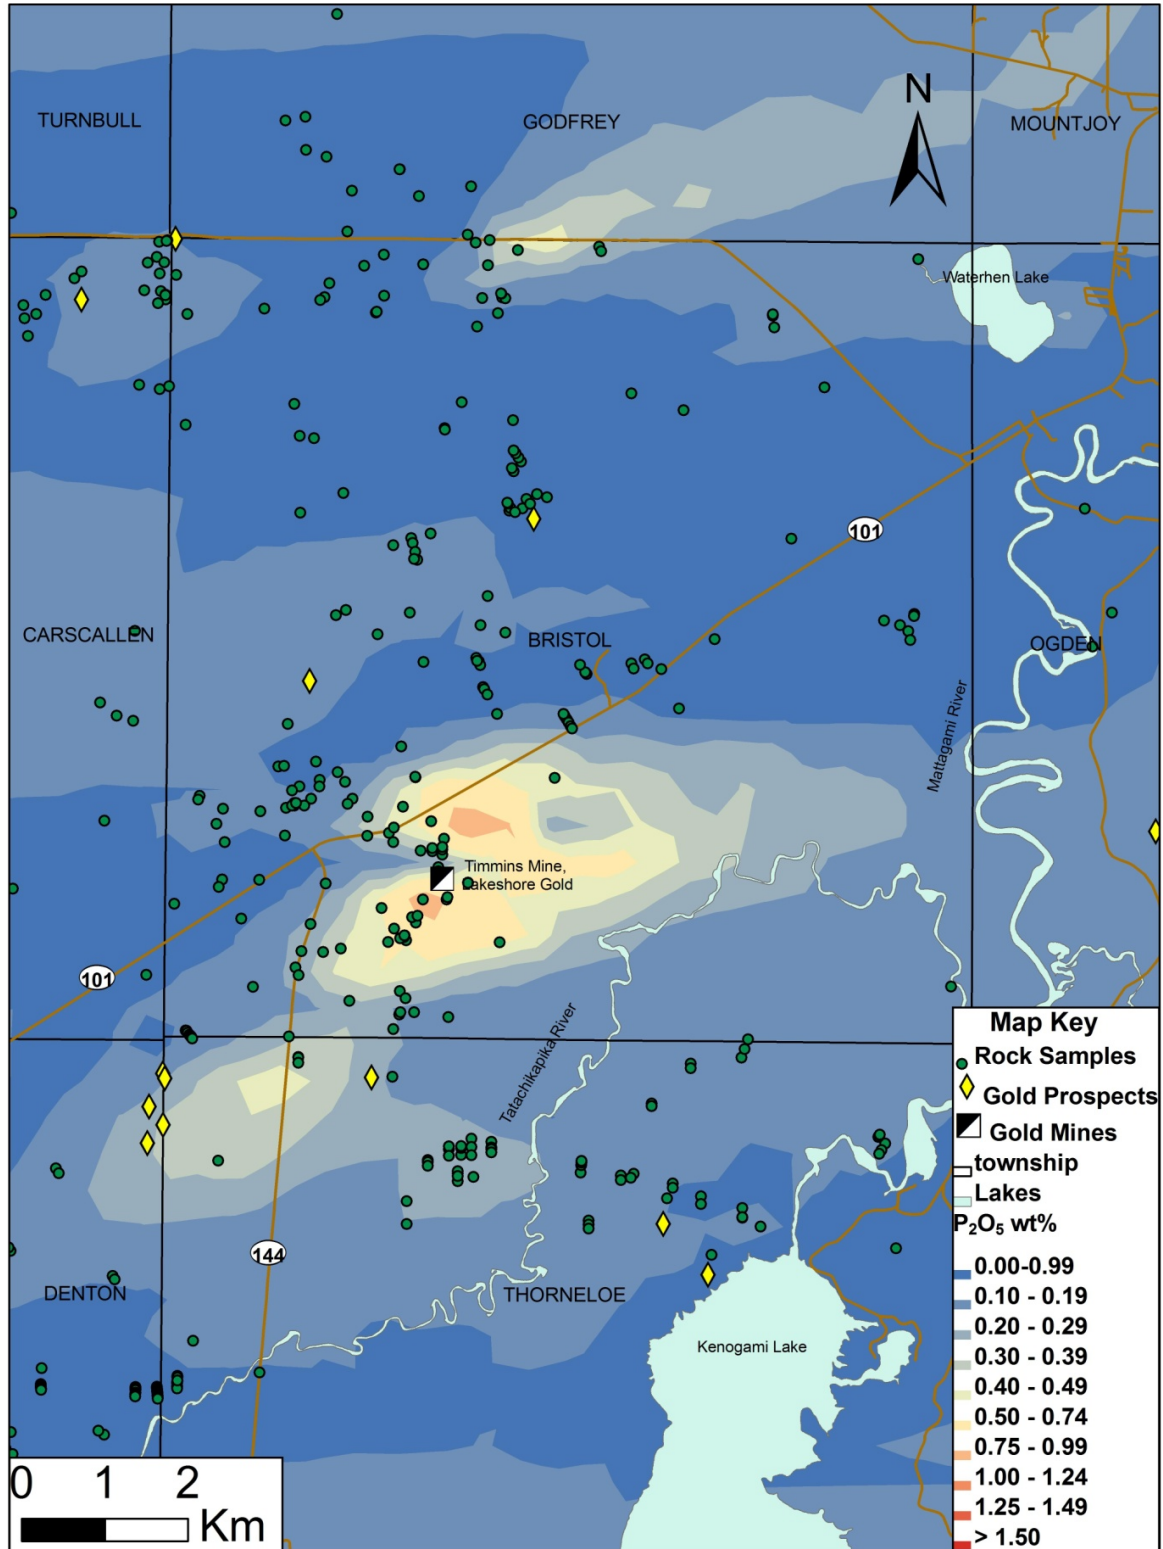 TURNBULL
GODFREY
MOUNTJOY
N
Waterhen Lake
101
CARSCALLEN
BRISTOL
OGDEN
Mattagami River
Timmins Mine,
Lakeshore Gold
101
Tatachikapika River
144
DENTON
THORNELOE
Kenogami Lake
Map Key
Rock Samples
Gold Prospects
Gold Mines
township
Lakes
P₂O₅ wt%
0.00-0.99
0.10 - 0.19
0.20 - 0.29
0.30 - 0.39
0.40 - 0.49
0.50 - 0.74
0.75 - 0.99
1.00 - 1.24
1.25 - 1.49
> 1.50
0 1 2
Km